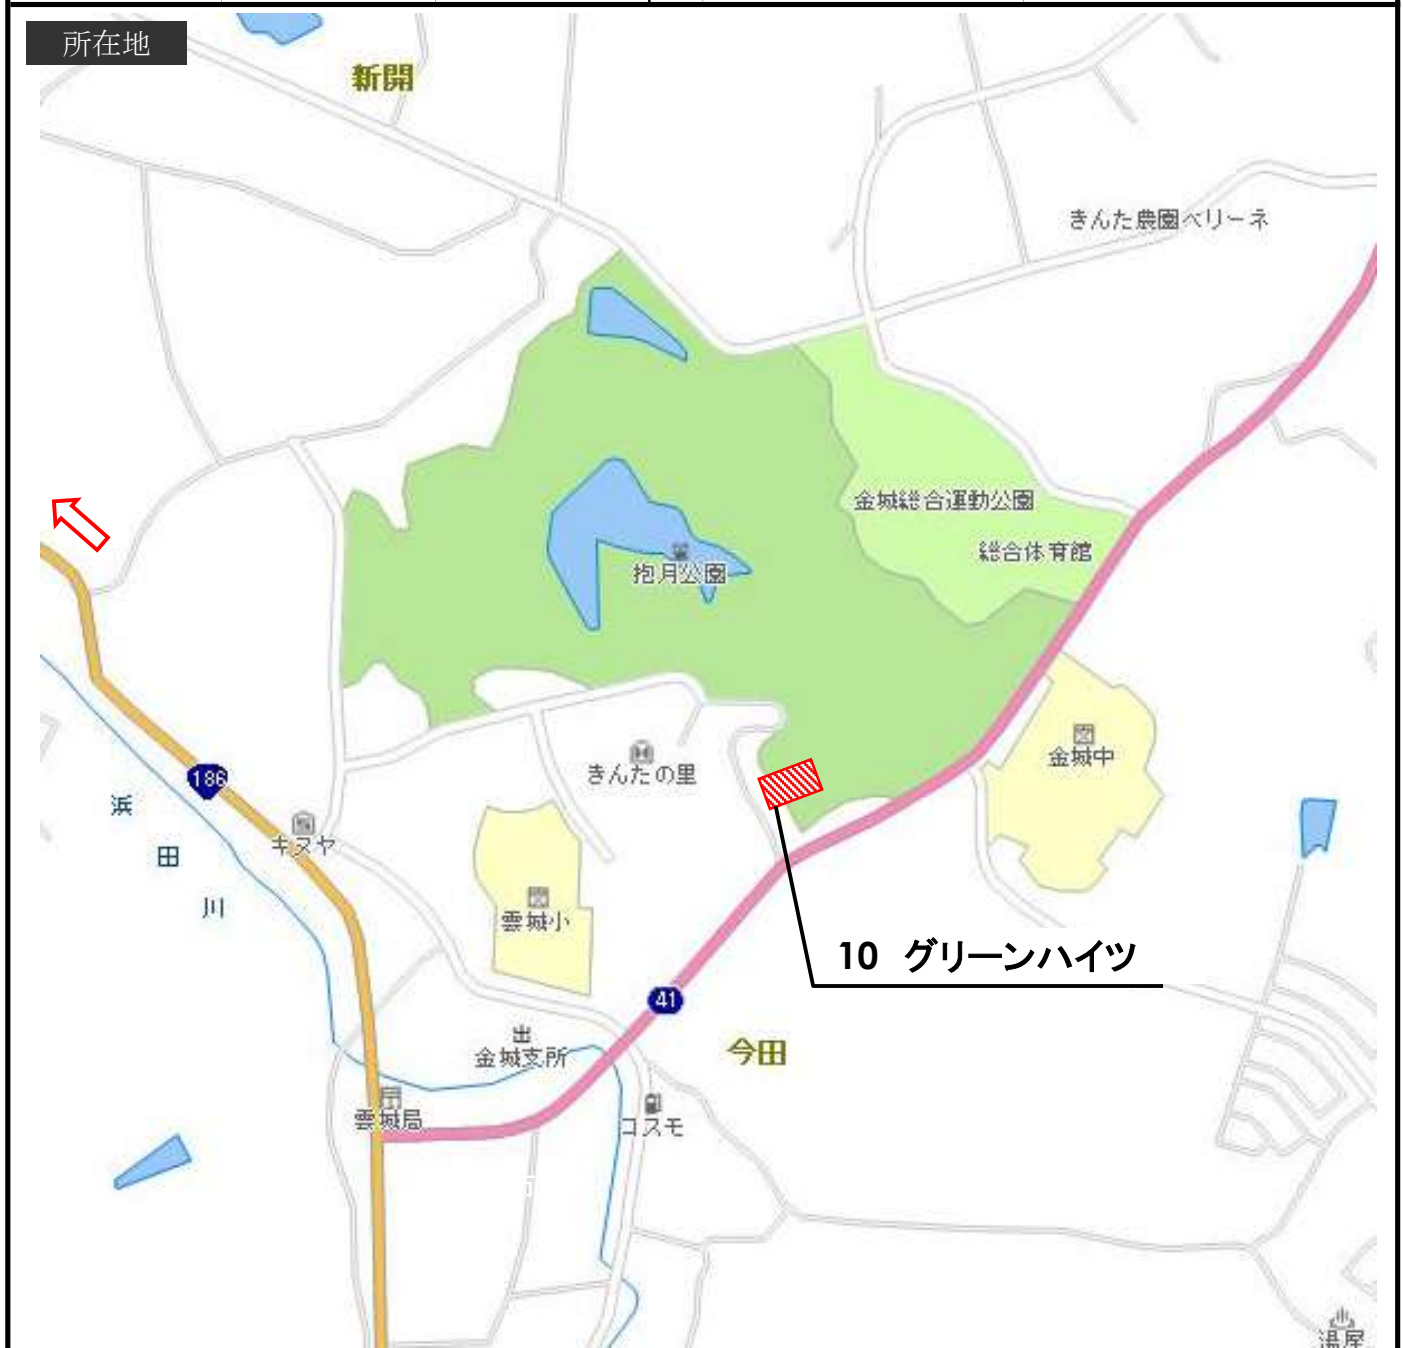 所在地
新開
きんた農園ベリーネ
金城総合運動公園
総合体育館
抱月公園
金城中
きんたの里
186
浜田川
キヌヤ
雲城小
10 グリーンハイツ
41
金城支所
今田
雲城局
コスモ
湯屋